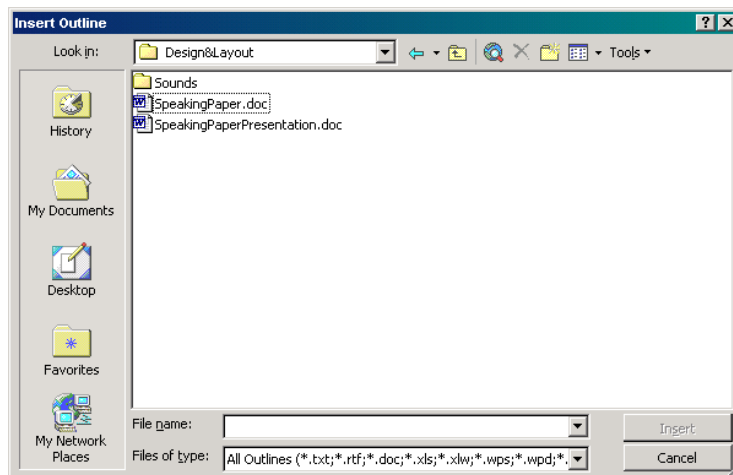 Insert Outline
Look in:
Design&Layout
Tools
Sounds
SpeakingPaper.doc
SpeakingPaperPresentation.doc
History
My Documents
Desktop
Favorites
My Network
Places
File name:
Insert
Files of type:
All Outlines (*.txt;*.rtf;*.doc;*.xls;*.xlw;*.wps;*.wpd;*.
Cancel